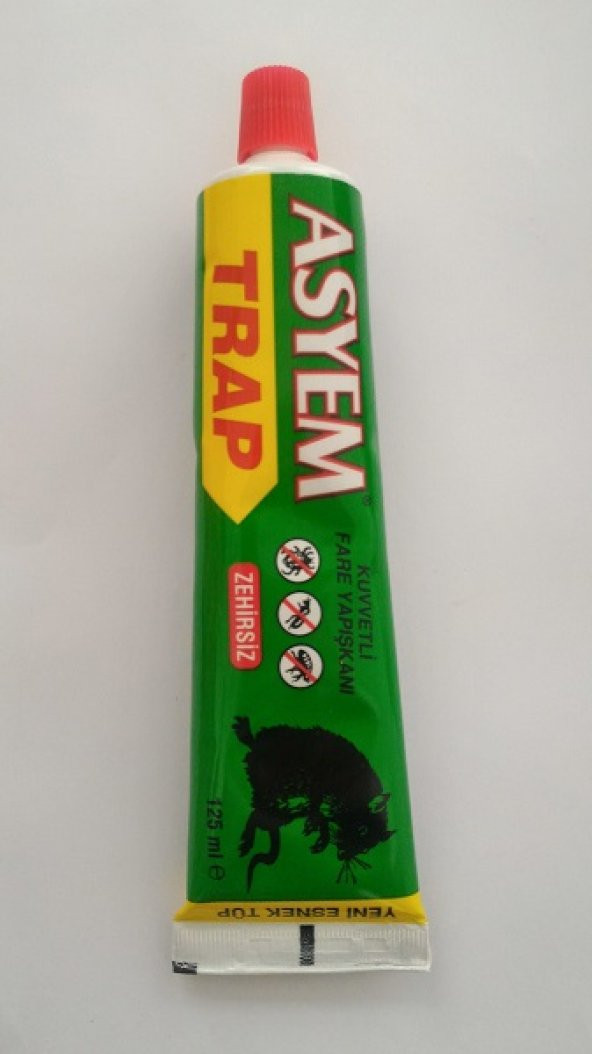 ASYEM®
TRAP
KUVVETLİ
FARE YAPIŞKANI
ZEHİRSİZ
125 ml ℮
YENİ ESNEK TÜP